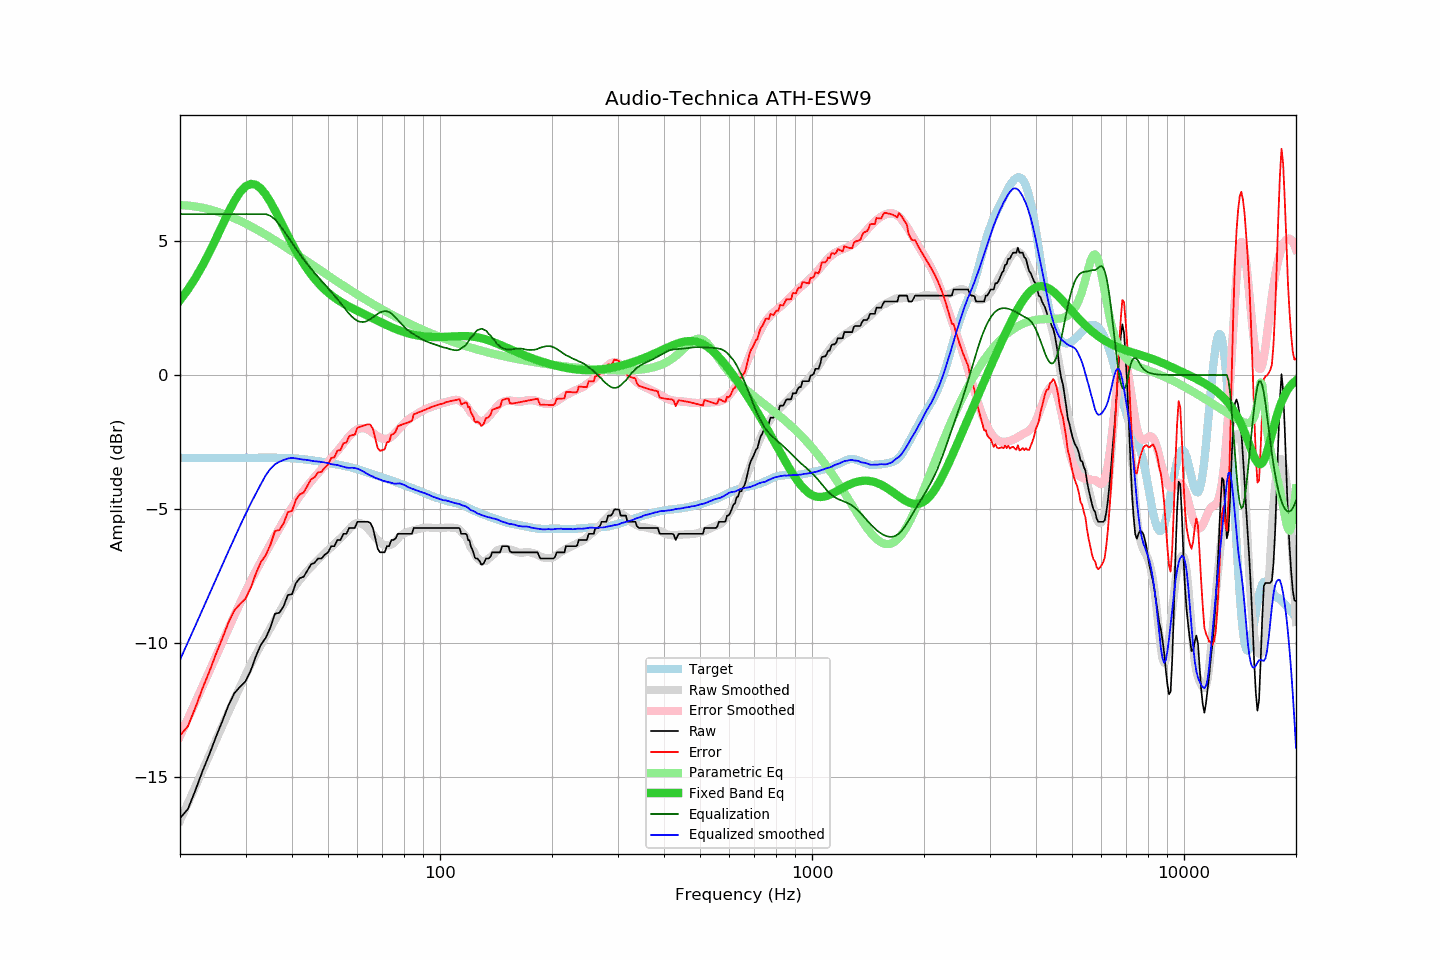 Audio-Technica ATH-ESW9
Amplitude (dBr)
5
0
−5
−10
−15
100
1000
10000
Frequency (Hz)
Target
Raw Smoothed
Error Smoothed
Raw
Error
Parametric Eq
Fixed Band Eq
Equalization
Equalized smoothed